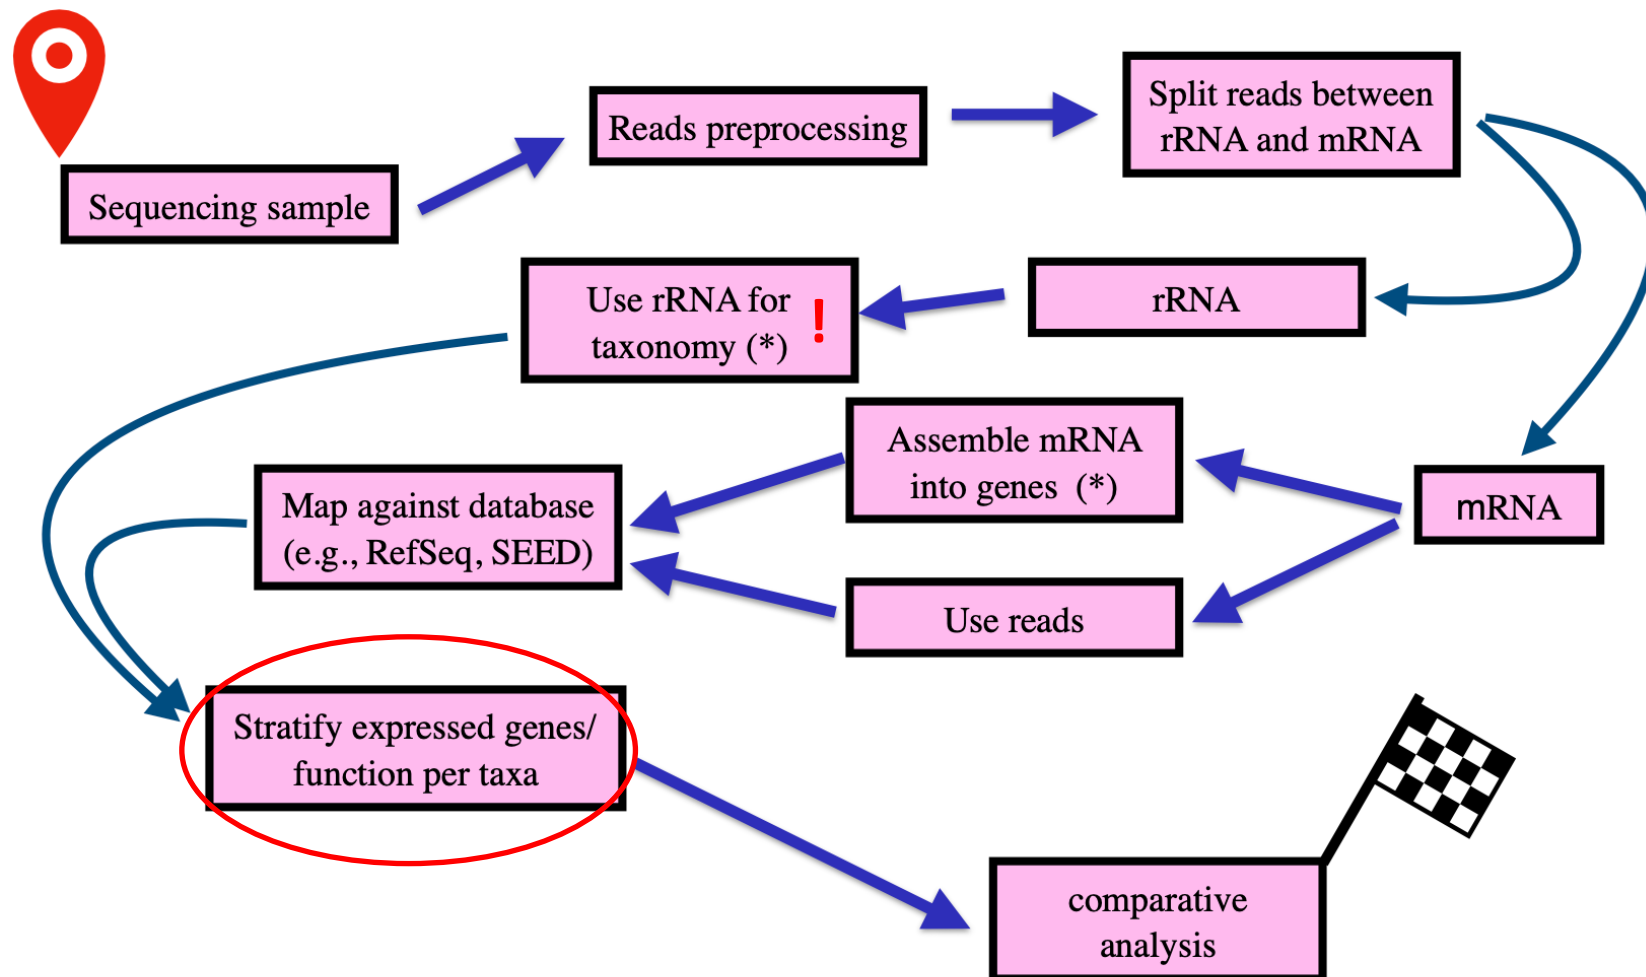 Sequencing sample
Reads preprocessing
Split reads between
rRNA and mRNA
rRNA
Use rRNA for
taxonomy (*) !
mRNA
Assemble mRNA
into genes (*)
Use reads
Map against database
(e.g., RefSeq, SEED)
Stratify expressed genes/
function per taxa
comparative
analysis